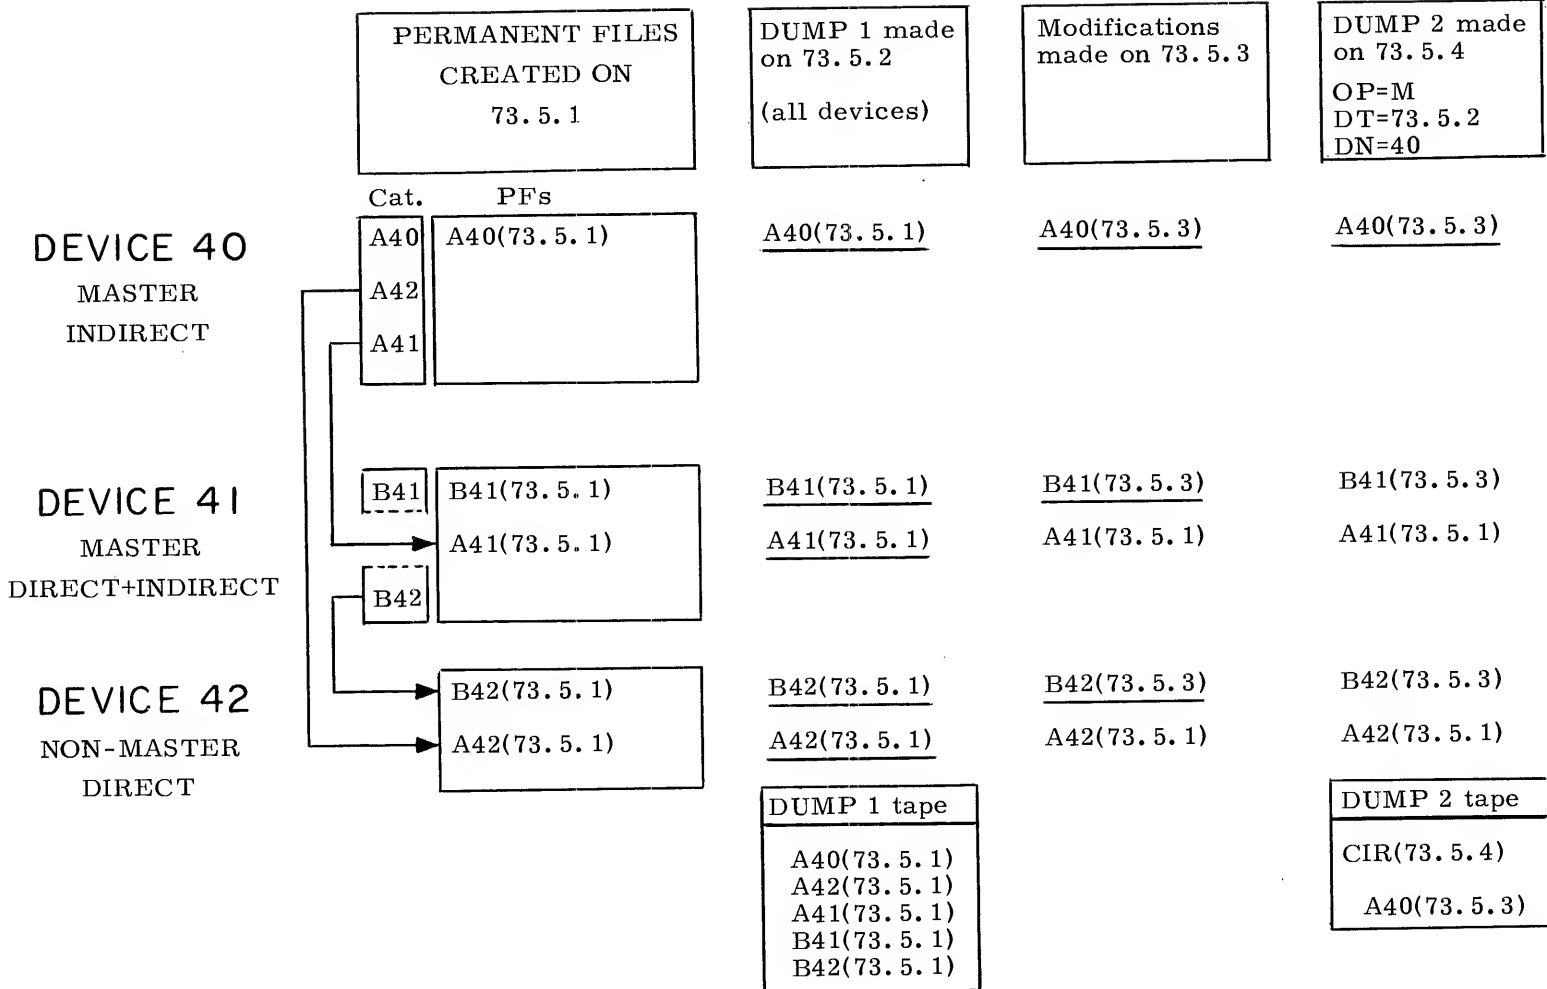 PERMANENT FILES
CREATED ON
73.5.1
DUMP 1 made
on 73.5.2
(all devices)
Modifications
made on 73.5.3
DUMP 2 made
on 73.5.4
OP=M
DT=73.5.2
DN=40
Cat. PFs
DEVICE 40
MASTER
INDIRECT
A40 A40(73.5.1) A40(73.5.1) A40(73.5.3) A40(73.5.3)
A42
A41
DEVICE 41
MASTER
DIRECT+INDIRECT
B41 B41(73.5.1) B41(73.5.1) B41(73.5.3) B41(73.5.3)
A41(73.5.1) A41(73.5.1) A41(73.5.1) A41(73.5.1)
B42
DEVICE 42
NON-MASTER
DIRECT
B42(73.5.1) B42(73.5.1) B42(73.5.3) B42(73.5.3)
A42(73.5.1) A42(73.5.1) A42(73.5.1) A42(73.5.1)
DUMP 1 tape
A40(73.5.1)
A42(73.5.1)
A41(73.5.1)
B41(73.5.1)
B42(73.5.1)
DUMP 2 tape
CIR(73.5.4)
A40(73.5.3)